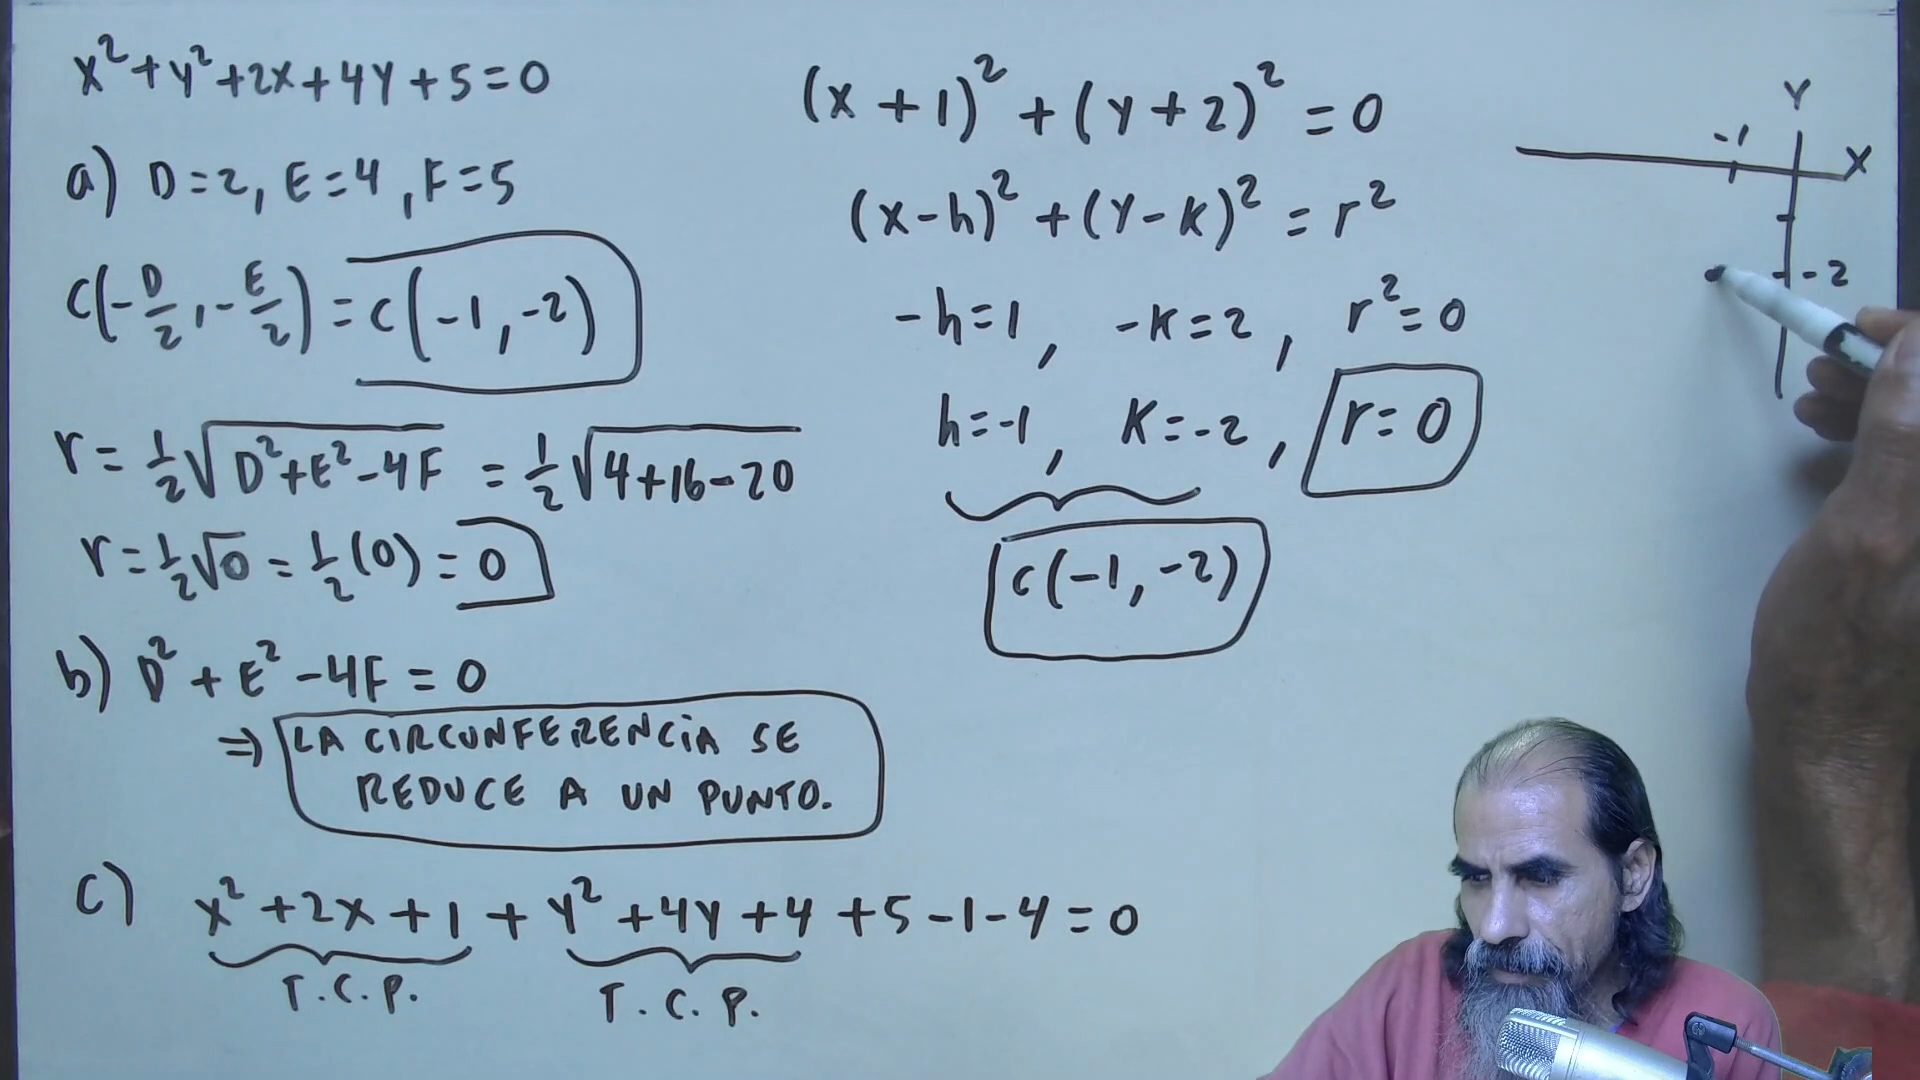 x²+y²+2x+4y+5=0
a) D=2, E=4, F=5
C(-D/2, -E/2) = C(-1, -2)
r = 1/2 √(D²+E²-4F) = 1/2 √(4+16-20)
r = 1/2 √0 = 1/2 (0) = 0
b) D² + E² - 4F = 0
⇒ LA CIRCUNFERENCIA SE
REDUCE A UN PUNTO.
c) x² + 2x + 1 + y² + 4y + 4 + 5 - 1 - 4 = 0
T.C.P. T.C.P.
(x + 1)² + (y + 2)² = 0
(x - h)² + (y - k)² = r²
-h = 1, -k = 2, r² = 0
h = -1, k = -2, r = 0
C(-1, -2)
Y
-1
X
-2